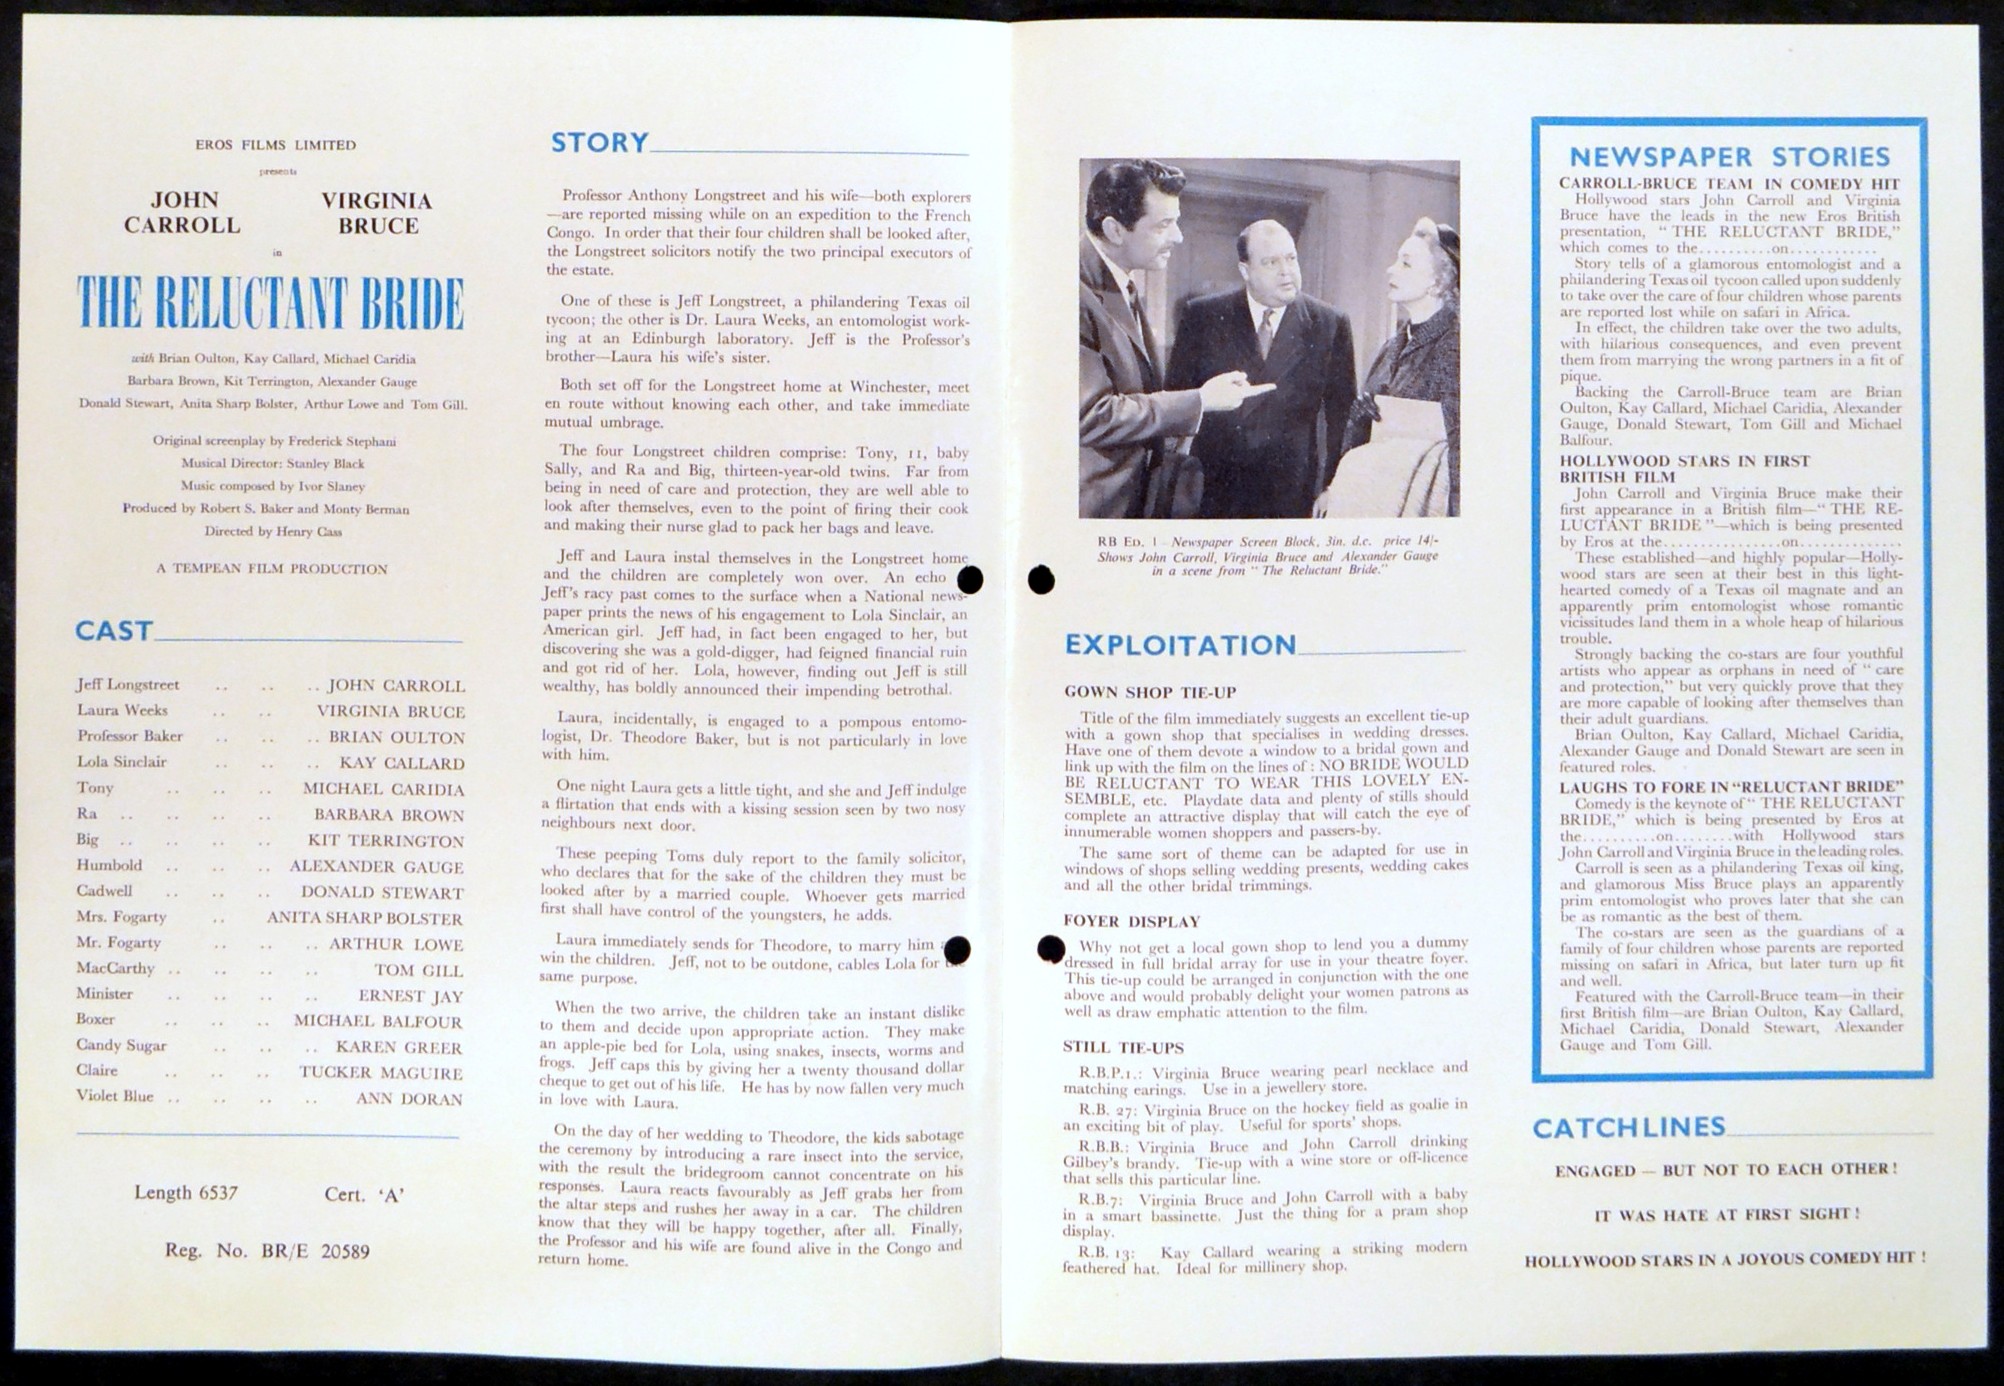 EROS FILMS LIMITED
presents
JOHN CARROLL
VIRGINIA BRUCE
in
THE RELUCTANT BRIDE
with Brian Oulton, Kay Callard, Michael Caridia
Barbara Brown, Kit Terrington, Alexander Gauge
Donald Stewart, Anita Sharp Bolster, Arthur Lowe and Tom Gill.
Original screenplay by Frederick Stephani
Musical Director: Stanley Black
Music composed by Ivor Slaney
Produced by Robert S. Baker and Monty Berman
Directed by Henry Cass
A TEMPEAN FILM PRODUCTION
CAST
Jeff Longstreet .. .. .. JOHN CARROLL
Laura Weeks .. .. VIRGINIA BRUCE
Professor Baker .. .. .. BRIAN OULTON
Lola Sinclair .. .. .. KAY CALLARD
Tony .. .. .. MICHAEL CARIDIA
Ra .. .. .. .. BARBARA BROWN
Big .. .. .. .. KIT TERRINGTON
Humbold .. .. .. ALEXANDER GAUGE
Cadwell .. .. .. DONALD STEWART
Mrs. Fogarty .. ANITA SHARP BOLSTER
Mr. Fogarty .. .. .. ARTHUR LOWE
MacCarthy .. .. .. .. TOM GILL
Minister .. .. .. .. ERNEST JAY
Boxer .. .. .. MICHAEL BALFOUR
Candy Sugar .. .. .. KAREN GREER
Claire .. .. .. TUCKER MAGUIRE
Violet Blue .. .. .. .. ANN DORAN
Length 6537 Cert. 'A'
Reg. No. BR/E 20589
STORY
Professor Anthony Longstreet and his wife—both explorers
—are reported missing while on an expedition to the French
Congo. In order that their four children shall be looked after,
the Longstreet solicitors notify the two principal executors of
the estate.
One of these is Jeff Longstreet, a philandering Texas oil
tycoon; the other is Dr. Laura Weeks, an entomologist work-
ing at an Edinburgh laboratory. Jeff is the Professor's
brother—Laura his wife's sister.
Both set off for the Longstreet home at Winchester, meet
en route without knowing each other, and take immediate
mutual umbrage.
The four Longstreet children comprise: Tony, 11, baby
Sally, and Ra and Big, thirteen-year-old twins. Far from
being in need of care and protection, they are well able to
look after themselves, even to the point of firing their cook
and making their nurse glad to pack her bags and leave.
Jeff and Laura instal themselves in the Longstreet home
and the children are completely won over. An echo
Jeff's racy past comes to the surface when a National news-
paper prints the news of his engagement to Lola Sinclair, an
American girl. Jeff had, in fact been engaged to her, but
discovering she was a gold-digger, had feigned financial ruin
and got rid of her. Lola, however, finding out Jeff is still
wealthy, has boldly announced their impending betrothal.
Laura, incidentally, is engaged to a pompous entomo-
logist, Dr. Theodore Baker, but is not particularly in love
with him.
One night Laura gets a little tight, and she and Jeff indulge
a flirtation that ends with a kissing session seen by two nosy
neighbours next door.
These peeping Toms duly report to the family solicitor,
who declares that for the sake of the children they must be
looked after by a married couple. Whoever gets married
first shall have control of the youngsters, he adds.
Laura immediately sends for Theodore, to marry him
win the children. Jeff, not to be outdone, cables Lola for
same purpose.
When the two arrive, the children take an instant dislike
to them and decide upon appropriate action. They make
an apple-pie bed for Lola, using snakes, insects, worms and
frogs. Jeff caps this by giving her a twenty thousand dollar
cheque to get out of his life. He has by now fallen very much
in love with Laura.
On the day of her wedding to Theodore, the kids sabotage
the ceremony by introducing a rare insect into the service,
with the result the bridegroom cannot concentrate on his
responses. Laura reacts favourably as Jeff grabs her from
the altar steps and rushes her away in a car. The children
know that they will be happy together, after all. Finally,
the Professor and his wife are found alive in the Congo and
return home.
RB ED. 1 Newspaper Screen Block, 3in. d.c. price 14/-
Shows John Carroll, Virginia Bruce and Alexander Gauge
in a scene from "The Reluctant Bride."
EXPLOITATION
GOWN SHOP TIE-UP
Title of the film immediately suggests an excellent tie-up
with a gown shop that specialises in wedding dresses.
Have one of them devote a window to a bridal gown and
link up with the film on the lines of : NO BRIDE WOULD
BE RELUCTANT TO WEAR THIS LOVELY EN-
SEMBLE, etc. Playdate data and plenty of stills should
complete an attractive display that will catch the eye of
innumerable women shoppers and passers-by.
The same sort of theme can be adapted for use in
windows of shops selling wedding presents, wedding cakes
and all the other bridal trimmings.
FOYER DISPLAY
Why not get a local gown shop to lend you a dummy
dressed in full bridal array for use in your theatre foyer.
This tie-up could be arranged in conjunction with the one
above and would probably delight your women patrons as
well as draw emphatic attention to the film.
STILL TIE-UPS
R.B.P.1.: Virginia Bruce wearing pearl necklace and
matching earings. Use in a jewellery store.
R.B. 27: Virginia Bruce on the hockey field as goalie in
an exciting bit of play. Useful for sports' shops.
R.B.B.: Virginia Bruce and John Carroll drinking
Gilbey's brandy. Tie-up with a wine store or off-licence
that sells this particular line.
R.B.7: Virginia Bruce and John Carroll with a baby
in a smart bassinette. Just the thing for a pram shop
display.
R.B. 13: Kay Callard wearing a striking modern
feathered hat. Ideal for millinery shop.
NEWSPAPER STORIES
CARROLL-BRUCE TEAM IN COMEDY HIT
Hollywood stars John Carroll and Virginia
Bruce have the leads in the new Eros British
presentation, "THE RELUCTANT BRIDE,"
which comes to the..........on............
Story tells of a glamorous entomologist and a
philandering Texas oil tycoon called upon suddenly
to take over the care of four children whose parents
are reported lost while on safari in Africa.
In effect, the children take over the two adults,
with hilarious consequences, and even prevent
them from marrying the wrong partners in a fit of
pique.
Backing the Carroll-Bruce team are Brian
Oulton, Kay Callard, Michael Caridia, Alexander
Gauge, Donald Stewart, Tom Gill and Michael
Balfour.
HOLLYWOOD STARS IN FIRST
BRITISH FILM
John Carroll and Virginia Bruce make their
first appearance in a British film—"THE RE-
LUCTANT BRIDE"—which is being presented
by Eros at the................on..............
These established—and highly popular—Holly-
wood stars are seen at their best in this light-
hearted comedy of a Texas oil magnate and an
apparently prim entomologist whose romantic
vicissitudes land them in a whole heap of hilarious
trouble.
Strongly backing the co-stars are four youthful
artists who appear as orphans in need of "care
and protection," but very quickly prove that they
are more capable of looking after themselves than
their adult guardians.
Brian Oulton, Kay Callard, Michael Caridia,
Alexander Gauge and Donald Stewart are seen in
featured roles.
LAUGHS TO FORE IN "RELUCTANT BRIDE"
Comedy is the keynote of "THE RELUCTANT
BRIDE," which is being presented by Eros at
the..........on........with Hollywood stars
John Carroll and Virginia Bruce in the leading roles.
Carroll is seen as a philandering Texas oil king,
and glamorous Miss Bruce plays an apparently
prim entomologist who proves later that she can
be as romantic as the best of them.
The co-stars are seen as the guardians of a
family of four children whose parents are reported
missing on safari in Africa, but later turn up fit
and well.
Featured with the Carroll-Bruce team—in their
first British film—are Brian Oulton, Kay Callard,
Michael Caridia, Donald Stewart, Alexander
Gauge and Tom Gill.
CATCHLINES
ENGAGED — BUT NOT TO EACH OTHER!
IT WAS HATE AT FIRST SIGHT!
HOLLYWOOD STARS IN A JOYOUS COMEDY HIT!